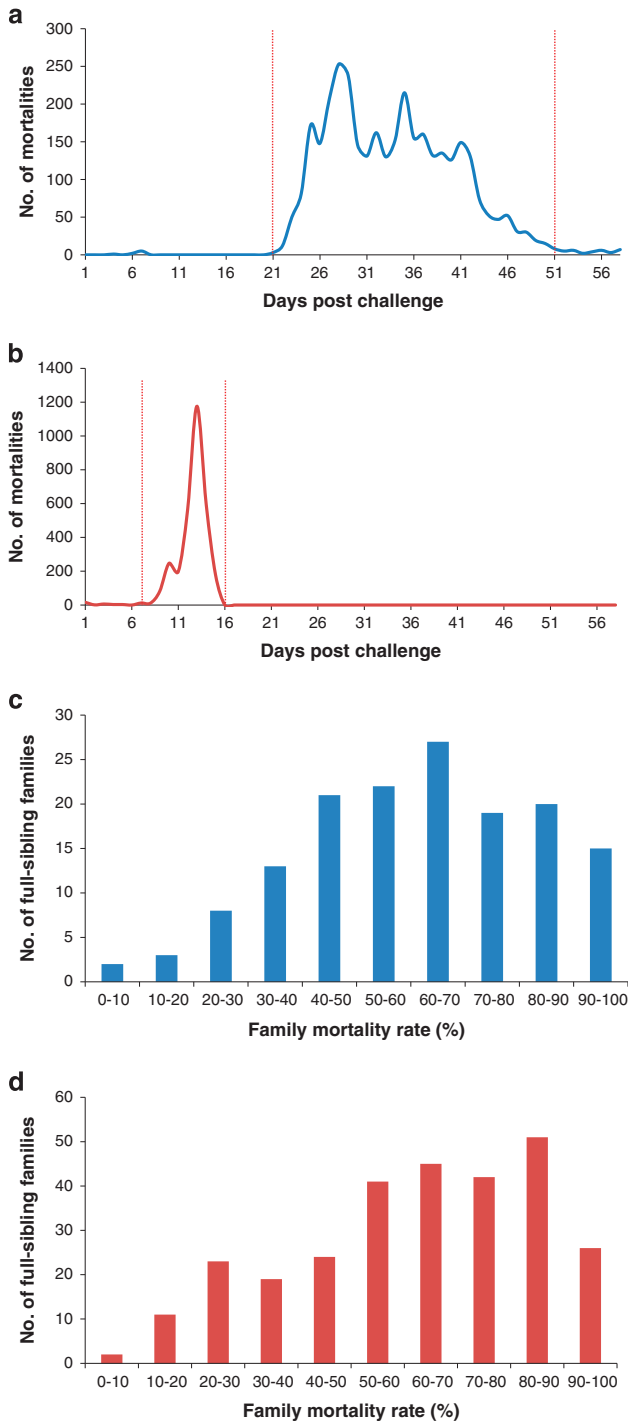 a
300
250
200
150
100
50
0
No. of mortalities
1 6 11 16 21 26 31 36 41 46 51 56
Days post challenge
b
1400
1200
1000
800
600
400
200
0
No. of mortalities
1 6 11 16 21 26 31 36 41 46 51 56
Days post challenge
c
30
25
20
15
10
5
0
No. of full-sibling families
0-10 10-20 20-30 30-40 40-50 50-60 60-70 70-80 80-90 90-100
Family mortality rate (%)
d
60
50
40
30
20
10
0
No. of full-sibling families
0-10 10-20 20-30 30-40 40-50 50-60 60-70 70-80 80-90 90-100
Family mortality rate (%)